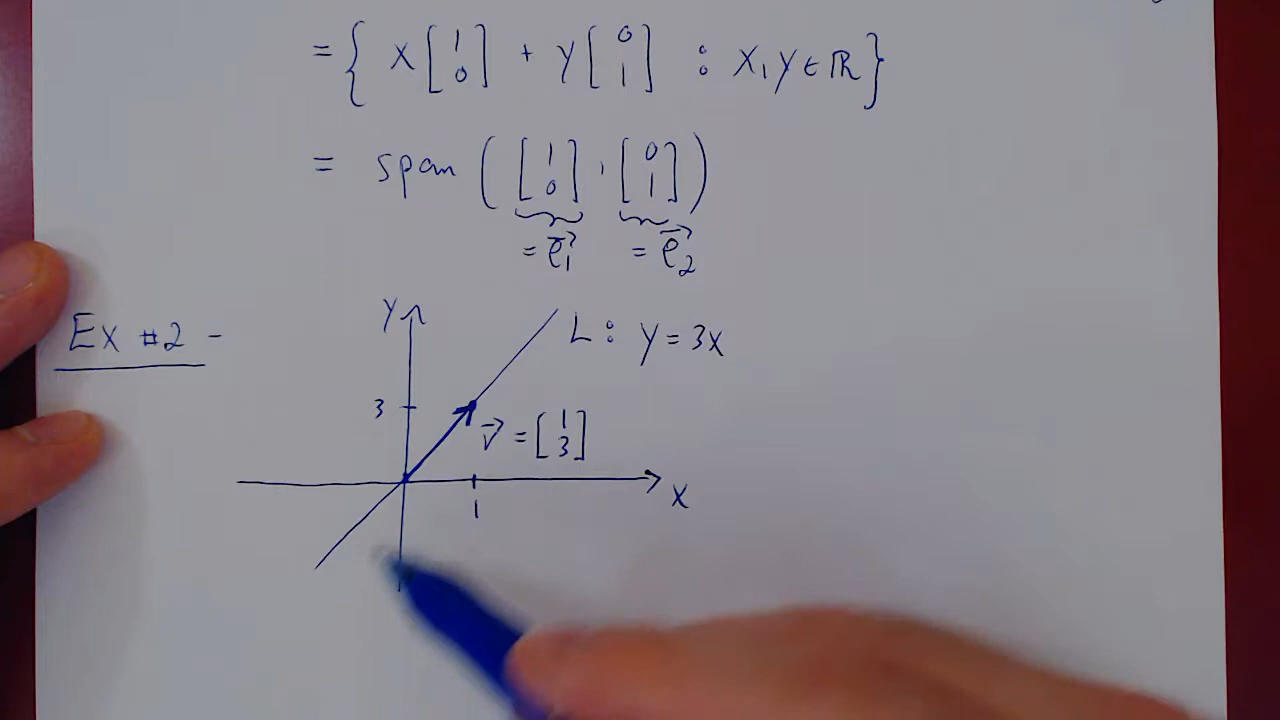 = { x [1 0] + y [0 1] : x, y ∈ ℝ }
= span ( [1 0] , [0 1] )
= e⃗₁ = e⃗₂
Ex #2 -
y
L : y = 3x
3
v⃗ = [1 3]
x
1